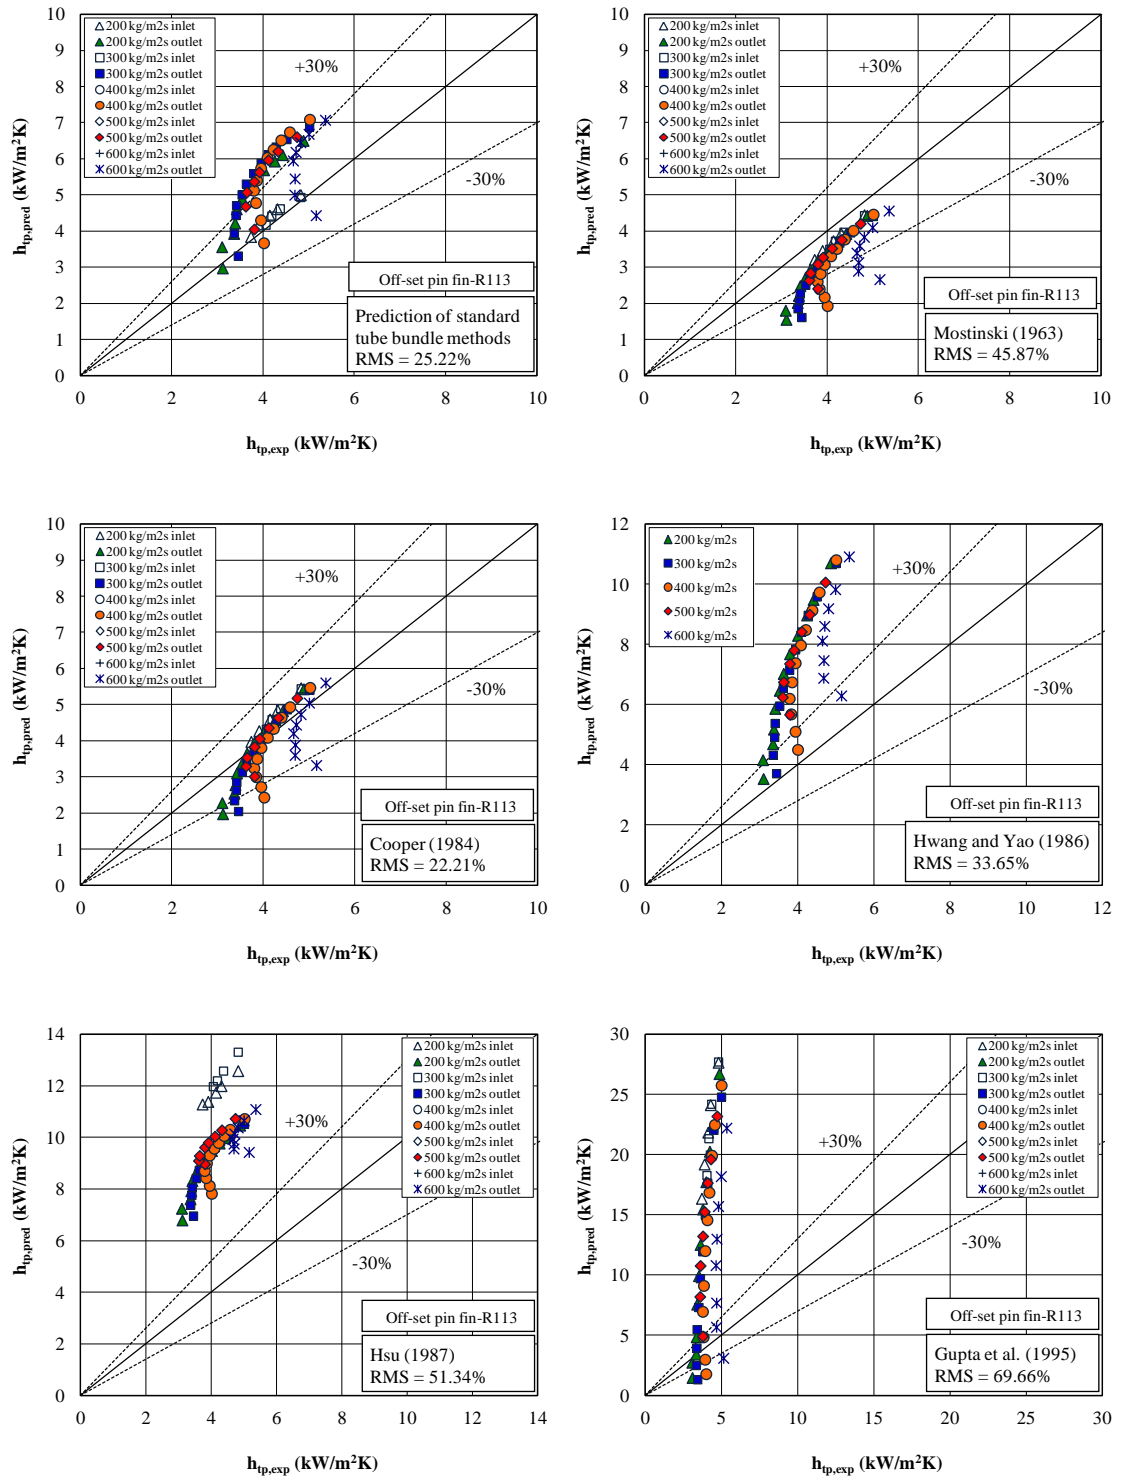 10
9
8
7
6
5
4
3
2
1
0
h_tp,pred (kW/m²K)
200 kg/m2s inlet
200 kg/m2s outlet
300 kg/m2s inlet
300 kg/m2s outlet
400 kg/m2s inlet
400 kg/m2s outlet
500 kg/m2s inlet
500 kg/m2s outlet
600 kg/m2s inlet
600 kg/m2s outlet
+30%
-30%
Off-set pin fin-R113
Prediction of standard
tube bundle methods
RMS = 25.22%
0 2 4 6 8 10
h_tp,exp (kW/m²K)
10
9
8
7
6
5
4
3
2
1
0
h_tp,pred (kW/m²K)
200 kg/m2s inlet
200 kg/m2s outlet
300 kg/m2s inlet
300 kg/m2s outlet
400 kg/m2s inlet
400 kg/m2s outlet
500 kg/m2s inlet
500 kg/m2s outlet
600 kg/m2s inlet
600 kg/m2s outlet
+30%
-30%
Off-set pin fin-R113
Mostinski (1963)
RMS = 45.87%
0 2 4 6 8 10
h_tp,exp (kW/m²K)
10
9
8
7
6
5
4
3
2
1
0
h_tp,pred (kW/m²K)
200 kg/m2s inlet
200 kg/m2s outlet
300 kg/m2s inlet
300 kg/m2s outlet
400 kg/m2s inlet
400 kg/m2s outlet
500 kg/m2s inlet
500 kg/m2s outlet
600 kg/m2s inlet
600 kg/m2s outlet
+30%
-30%
Off-set pin fin-R113
Cooper (1984)
RMS = 22.21%
0 2 4 6 8 10
h_tp,exp (kW/m²K)
12
10
8
6
4
2
0
h_tp,pred (kW/m²K)
200 kg/m2s
300 kg/m2s
400 kg/m2s
500 kg/m2s
600 kg/m2s
+30%
-30%
Off-set pin fin-R113
Hwang and Yao (1986)
RMS = 33.65%
0 2 4 6 8 10 12
h_tp,exp (kW/m²K)
14
12
10
8
6
4
2
0
h_tp,pred (kW/m²K)
200 kg/m2s inlet
200 kg/m2s outlet
300 kg/m2s inlet
300 kg/m2s outlet
400 kg/m2s inlet
400 kg/m2s outlet
500 kg/m2s inlet
500 kg/m2s outlet
600 kg/m2s inlet
600 kg/m2s outlet
+30%
-30%
Off-set pin fin-R113
Hsu (1987)
RMS = 51.34%
0 2 4 6 8 10 12 14
h_tp,exp (kW/m²K)
30
25
20
15
10
5
0
h_tp,pred (kW/m²K)
200 kg/m2s inlet
200 kg/m2s outlet
300 kg/m2s inlet
300 kg/m2s outlet
400 kg/m2s inlet
400 kg/m2s outlet
500 kg/m2s inlet
500 kg/m2s outlet
600 kg/m2s inlet
600 kg/m2s outlet
+30%
-30%
Off-set pin fin-R113
Gupta et al. (1995)
RMS = 69.66%
0 5 10 15 20 25 30
h_tp,exp (kW/m²K)